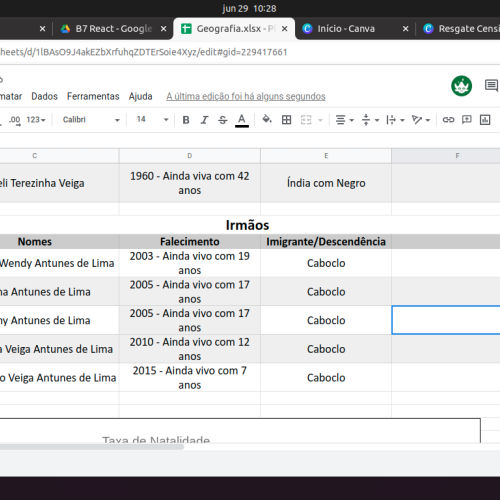 jun 29 10:28
B7 React - Google
Geografia.xlsx - Pl
Início - Canva
Resgate Censi
heets/d/1lBAsO9J4akEZbXrfuhqZDTErSoie4Xyz/edit#gid=229417661
matar Dados Ferramentas Ajuda A última edição foi há alguns segundos
.00 123 Calibri 14 B I S A
C D E F
eli Terezinha Veiga 1960 - Ainda viva com 42 anos Índia com Negro
Irmãos
Nomes Falecimento Imigrante/Descendência
Wendy Antunes de Lima 2003 - Ainda vivo com 19 anos Caboclo
na Antunes de Lima 2005 - Ainda vivo com 17 anos Caboclo
ny Antunes de Lima 2005 - Ainda vivo com 17 anos Caboclo
a Veiga Antunes de Lima 2010 - Ainda vivo com 12 anos Caboclo
o Veiga Antunes de Lima 2015 - Ainda vivo com 7 anos Caboclo
Taxa de Natalidade